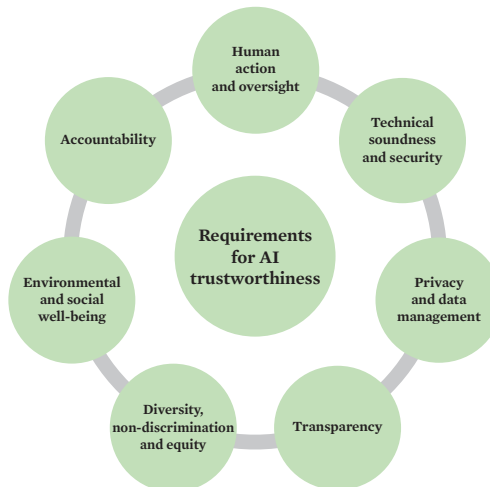 Human
action
and oversight
Technical
soundness
and security
Privacy
and data
management
Transparency
Diversity,
non-discrimination
and equity
Environmental
and social
well-being
Accountability
Requirements
for AI
trustworthiness